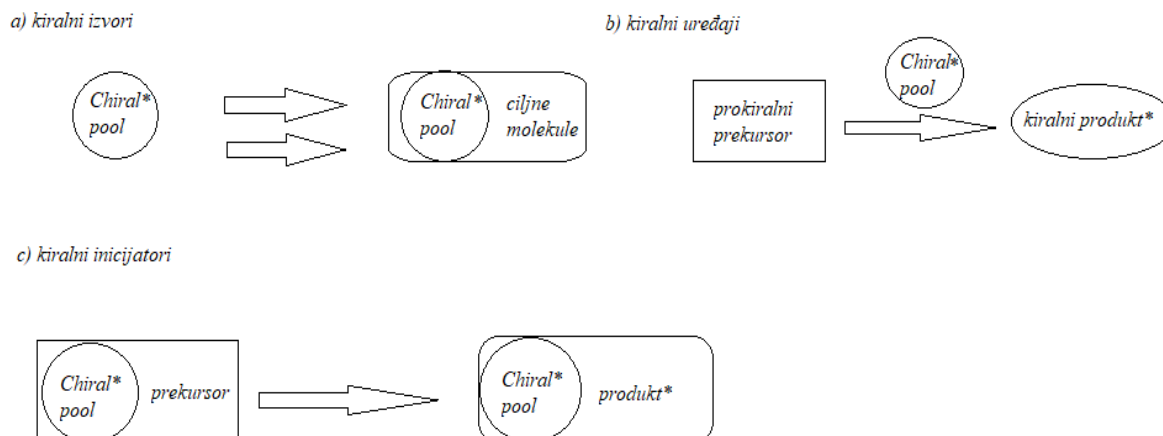 a) kiralni izvori
b) kiralni uređaji
Chiral*
pool
Chiral*
pool
ciljne
molekule
prokiralni
prekursor
Chiral*
pool
kiralni produkt*
c) kiralni inicijatori
Chiral*
pool
prekursor
Chiral*
pool
produkt*